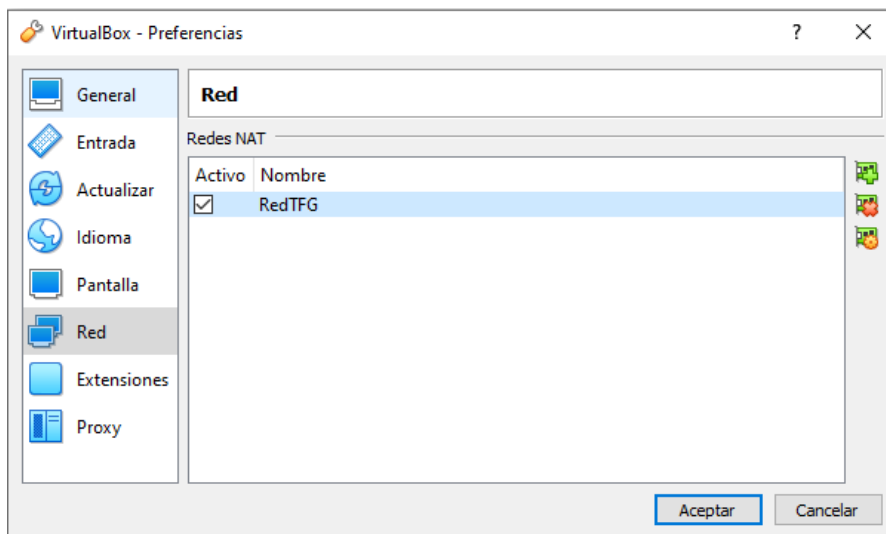 VirtualBox - Preferencias
?
General
Entrada
Actualizar
Idioma
Pantalla
Red
Extensiones
Proxy
Red
Redes NAT
Activo Nombre
RedTFG
Aceptar
Cancelar